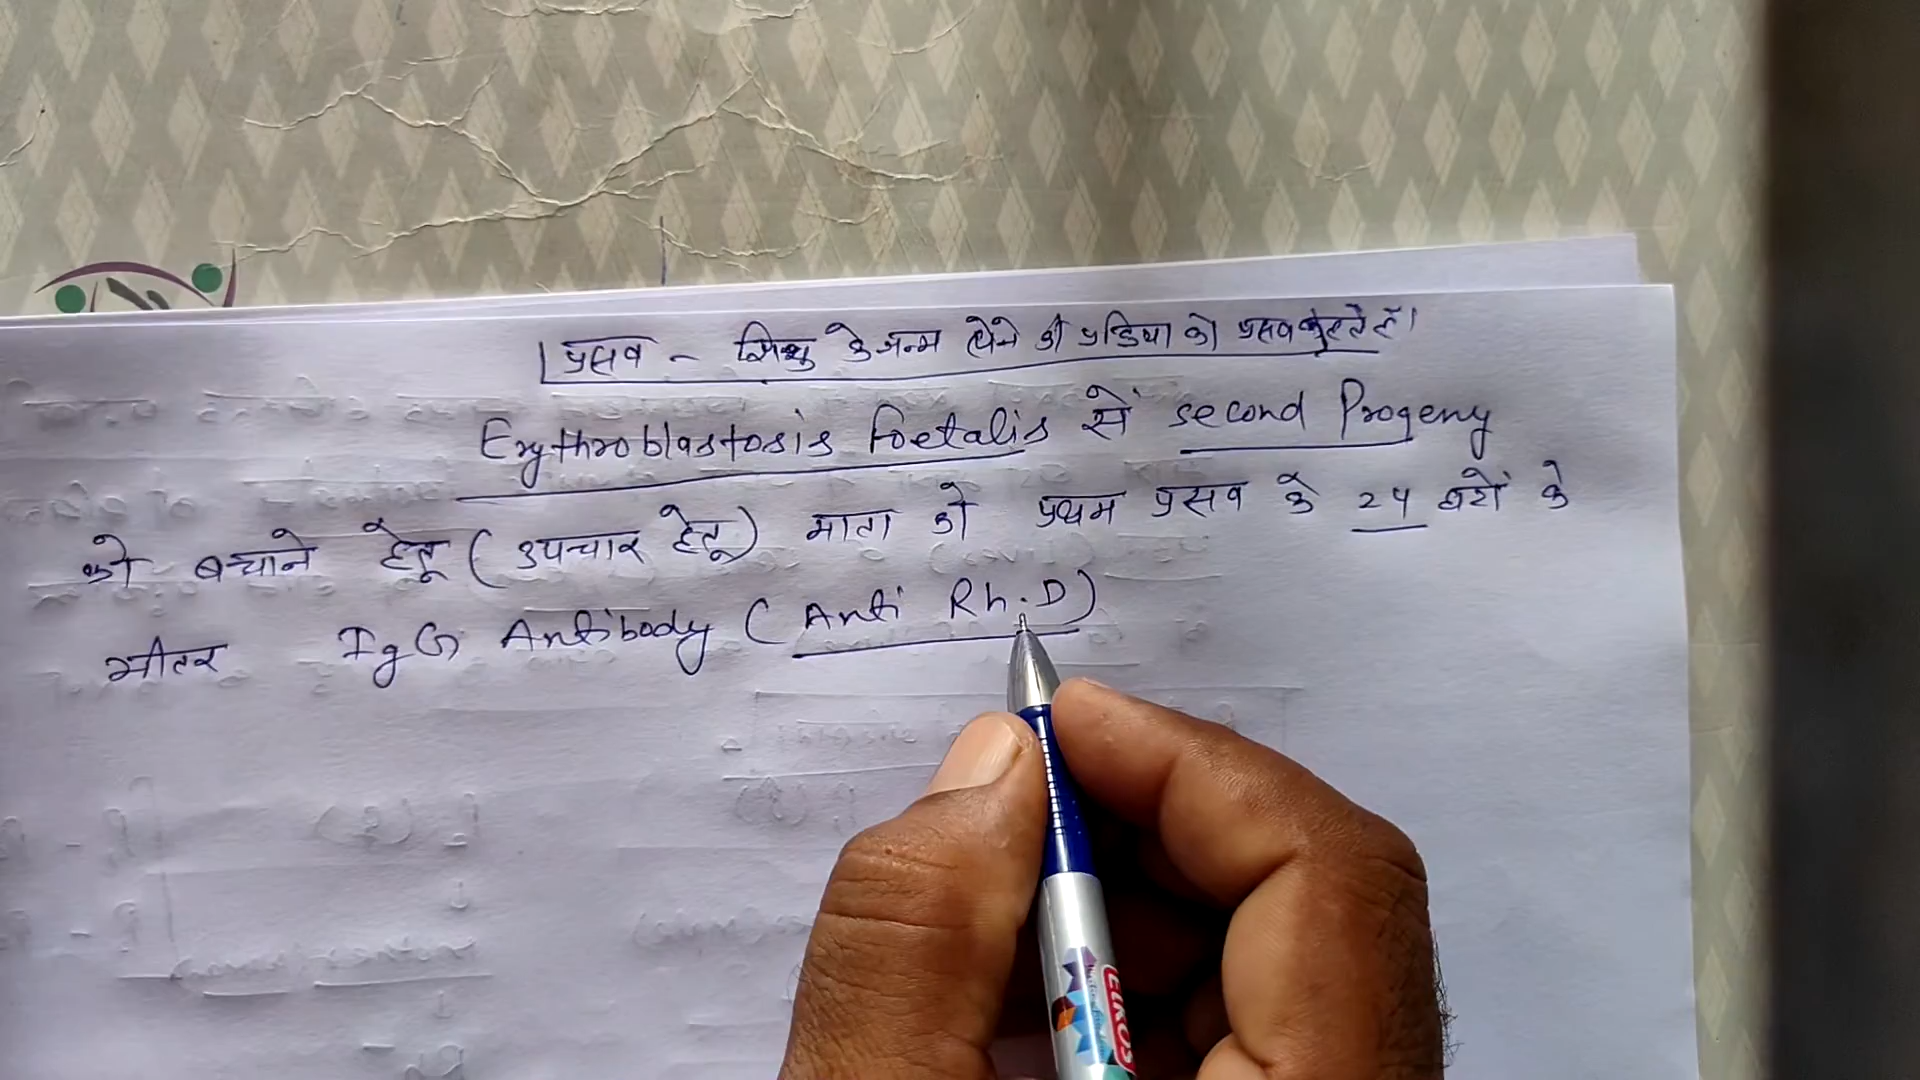 प्रसव - शिशु के जन्म लेने की प्रक्रिया को प्रसव कहते हैं।
Erythroblastosis Foetalis से second Progeny
को बचाने हेतू (उपचार हेतू) माता को प्रथम प्रसव के 24 घंटों के
भीतर IgG Antibody (Anti Rh.D)
ELKOS